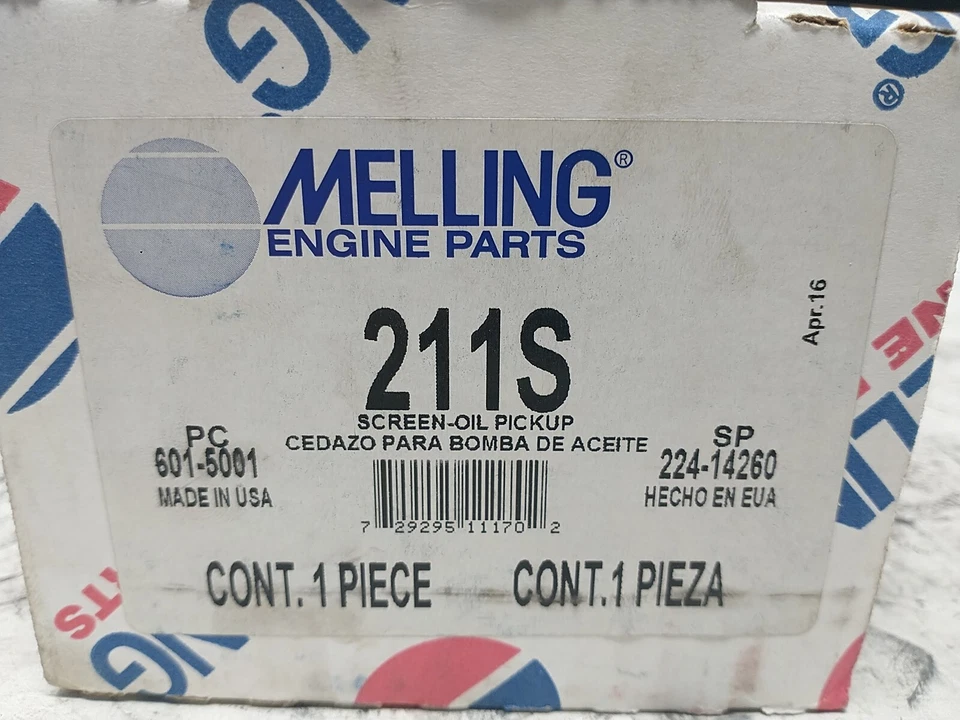 MELLING®
ENGINE PARTS
Apr.16
211S
SCREEN-OIL PICKUP
CEDAZO PARA BOMBA DE ACEITE
PC
601-5001
MADE IN USA
SP
224-14260
HECHO EN EUA
7 29295 11170 2
CONT. 1 PIECE
CONT.1 PIEZA